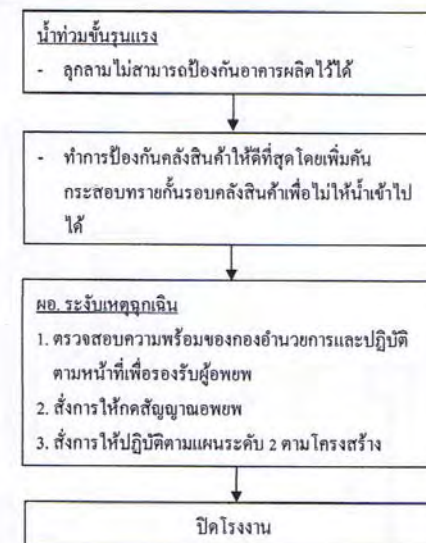 น้ำท่วมขั้นรุนแรง
- ลุกลามไม่สามารถป้องกันอาคารผลิตไว้ได้
- ทำการป้องกันคลังสินค้าให้ดีที่สุดโดยเพิ่มคัน
กระสอบทรายกั้นรอบคลังสินค้าเพื่อไม่ให้น้ำเข้าไป
ได้
ผอ. ระงับเหตุฉุกเฉิน
1. ตรวจสอบความพร้อมของกองอำนวยการและปฏิบัติ
ตามหน้าที่เพื่อรองรับผู้อพยพ
2. สั่งการให้กดสัญญาณอพยพ
3. สั่งการให้ปฏิบัติตามแผนระดับ 2 ตามโครงสร้าง
ปิดโรงงาน